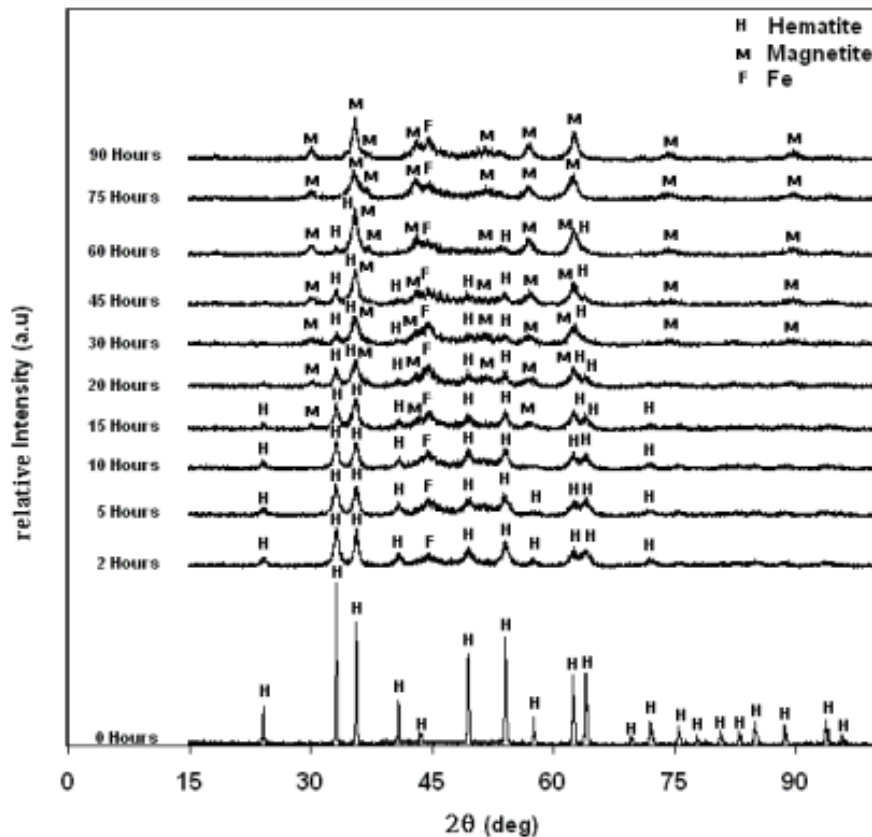 H Hematite
M Magnetite
F Fe
M M M M F M M M M M
90 Hours
M M M M F M M M M M
75 Hours
M H H M M M F M H M M H M M
60 Hours
M H H M H M F H M H M M H M M
45 Hours
M H H M H M F H M H M M H M M
30 Hours
M H H M H M F H M H M M H H
20 Hours
H M H H H M F H H M H H H
15 Hours
H H H H F H H H H H
10 Hours
H H H H F H H H H H H
5 Hours
H H H H F H H H H H H
2 Hours
H H H H H H H H H H H H H H H H H H H
0 Hours
0 15 30 45 60 75 90
2θ (deg)
relative Intensity (a.u)